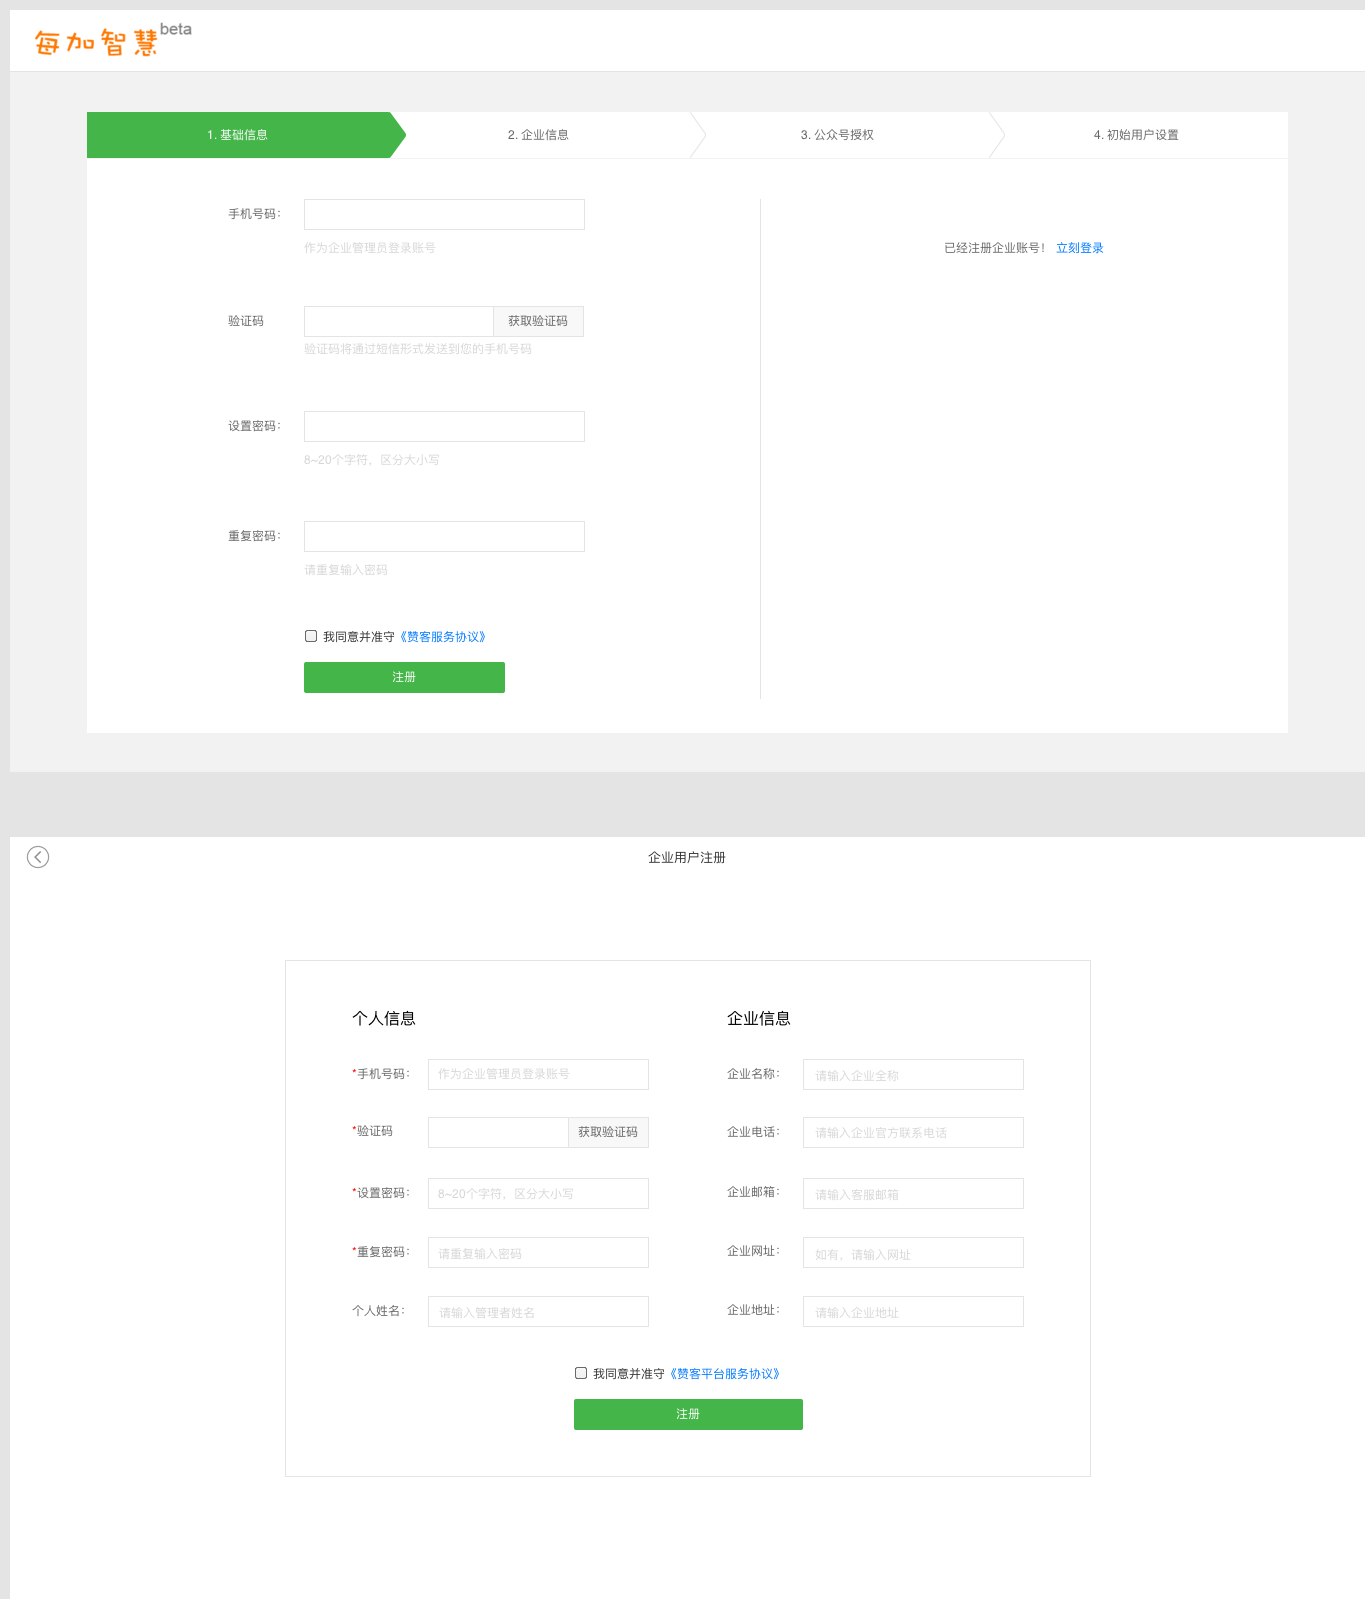 每加智慧beta
1. 基础信息
2. 企业信息
3. 公众号授权
4. 初始用户设置
手机号码：
作为企业管理员登录账号
已经注册企业账号！ 立刻登录
验证码
获取验证码
验证码将通过短信形式发送到您的手机号码
设置密码：
8~20个字符，区分大小写
重复密码：
请重复输入密码
我同意并准守《赞客服务协议》
注册
企业用户注册
个人信息
*手机号码： 作为企业管理员登录账号
*验证码 获取验证码
*设置密码： 8~20个字符，区分大小写
*重复密码： 请重复输入密码
个人姓名： 请输入管理者姓名
企业信息
企业名称： 请输入企业全称
企业电话： 请输入企业官方联系电话
企业邮箱： 请输入客服邮箱
企业网址： 如有，请输入网址
企业地址： 请输入企业地址
我同意并准守《赞客平台服务协议》
注册